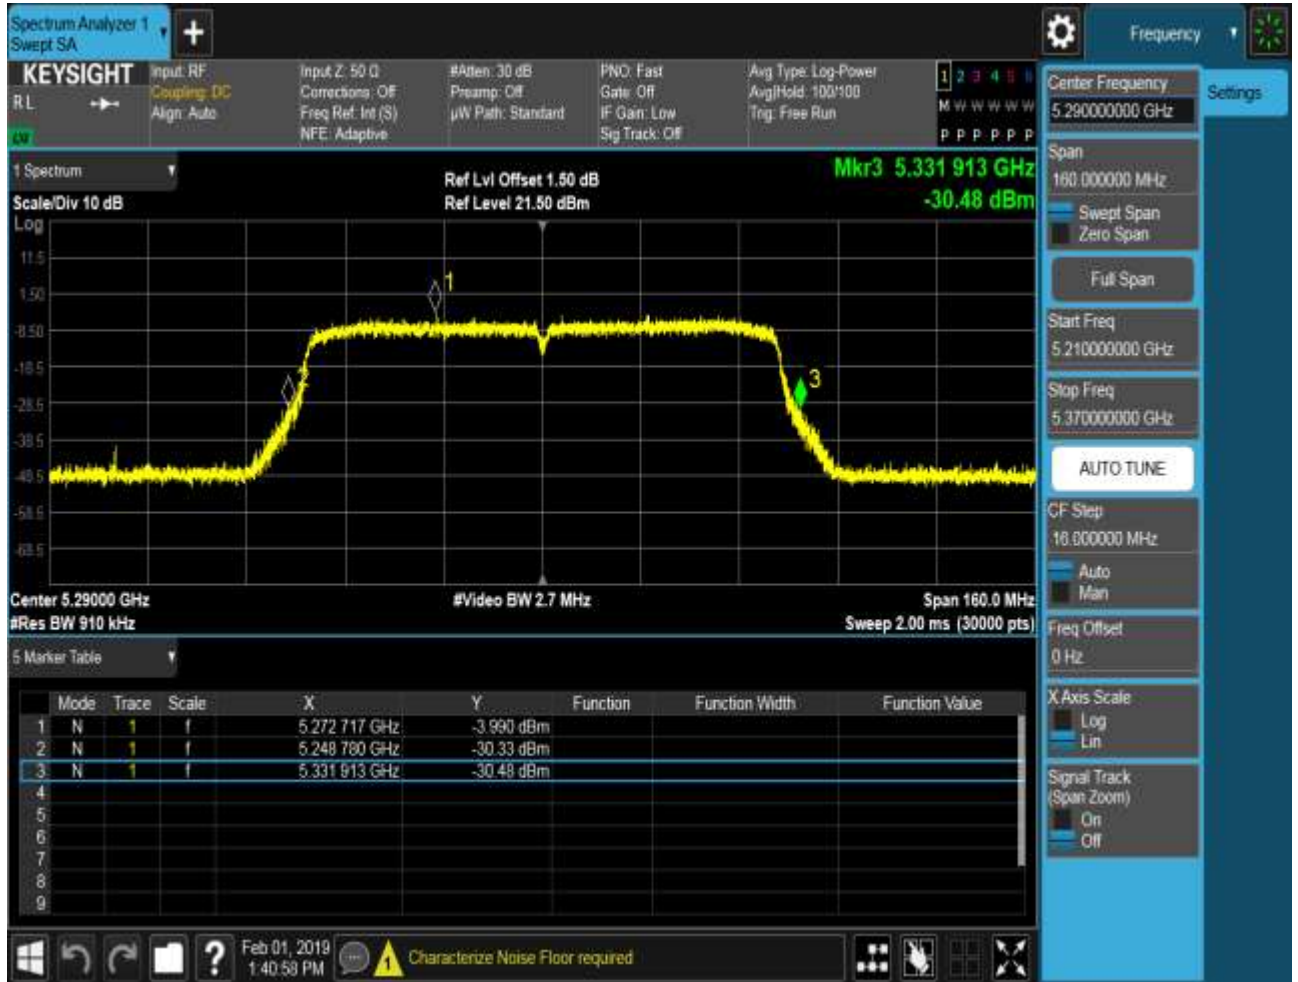 Spectrum Analyzer 1
Swept SA
Frequency
KEYSIGHT
R L
Input: RF
Coupling: DC
Align: Auto
Input Z: 50 Ω
Corrections: Off
Freq Ref: Int (S)
NFE: Adaptive
#Atten: 30 dB
Preamp: Off
µW Path: Standard
PNO: Fast
Gate: Off
IF Gain: Low
Sig Track: Off
Avg Type: Log-Power
Avg|Hold: 100/100
Trig: Free Run
1 2 3 4 5 6
M W W W W W
P P P P P P
1 Spectrum
Scale/Div 10 dB
Ref Lvl Offset 1.50 dB
Ref Level 21.50 dBm
Mkr3 5.331 913 GHz
-30.48 dBm
Log
11.5
1.50
-8.50
-18.5
-28.5
-38.5
-48.5
-58.5
-68.5
1
2
3
Center 5.29000 GHz
#Res BW 910 kHz
#Video BW 2.7 MHz
Span 160.0 MHz
Sweep 2.00 ms (30000 pts)
5 Marker Table
Mode Trace Scale X Y Function Function Width Function Value
1 N 1 f 5.272 717 GHz -3.990 dBm
2 N 1 f 5.248 780 GHz -30.33 dBm
3 N 1 f 5.331 913 GHz -30.48 dBm
4
5
6
7
8
9
Feb 01, 2019
1:40:58 PM
?
1
Characterize Noise Floor required
Center Frequency
5.290000000 GHz
Settings
Span
160.000000 MHz
Swept Span
Zero Span
Full Span
Start Freq
5.210000000 GHz
Stop Freq
5.370000000 GHz
AUTO TUNE
CF Step
16.000000 MHz
Auto
Man
Freq Offset
0 Hz
X Axis Scale
Log
Lin
Signal Track
(Span Zoom)
On
Off